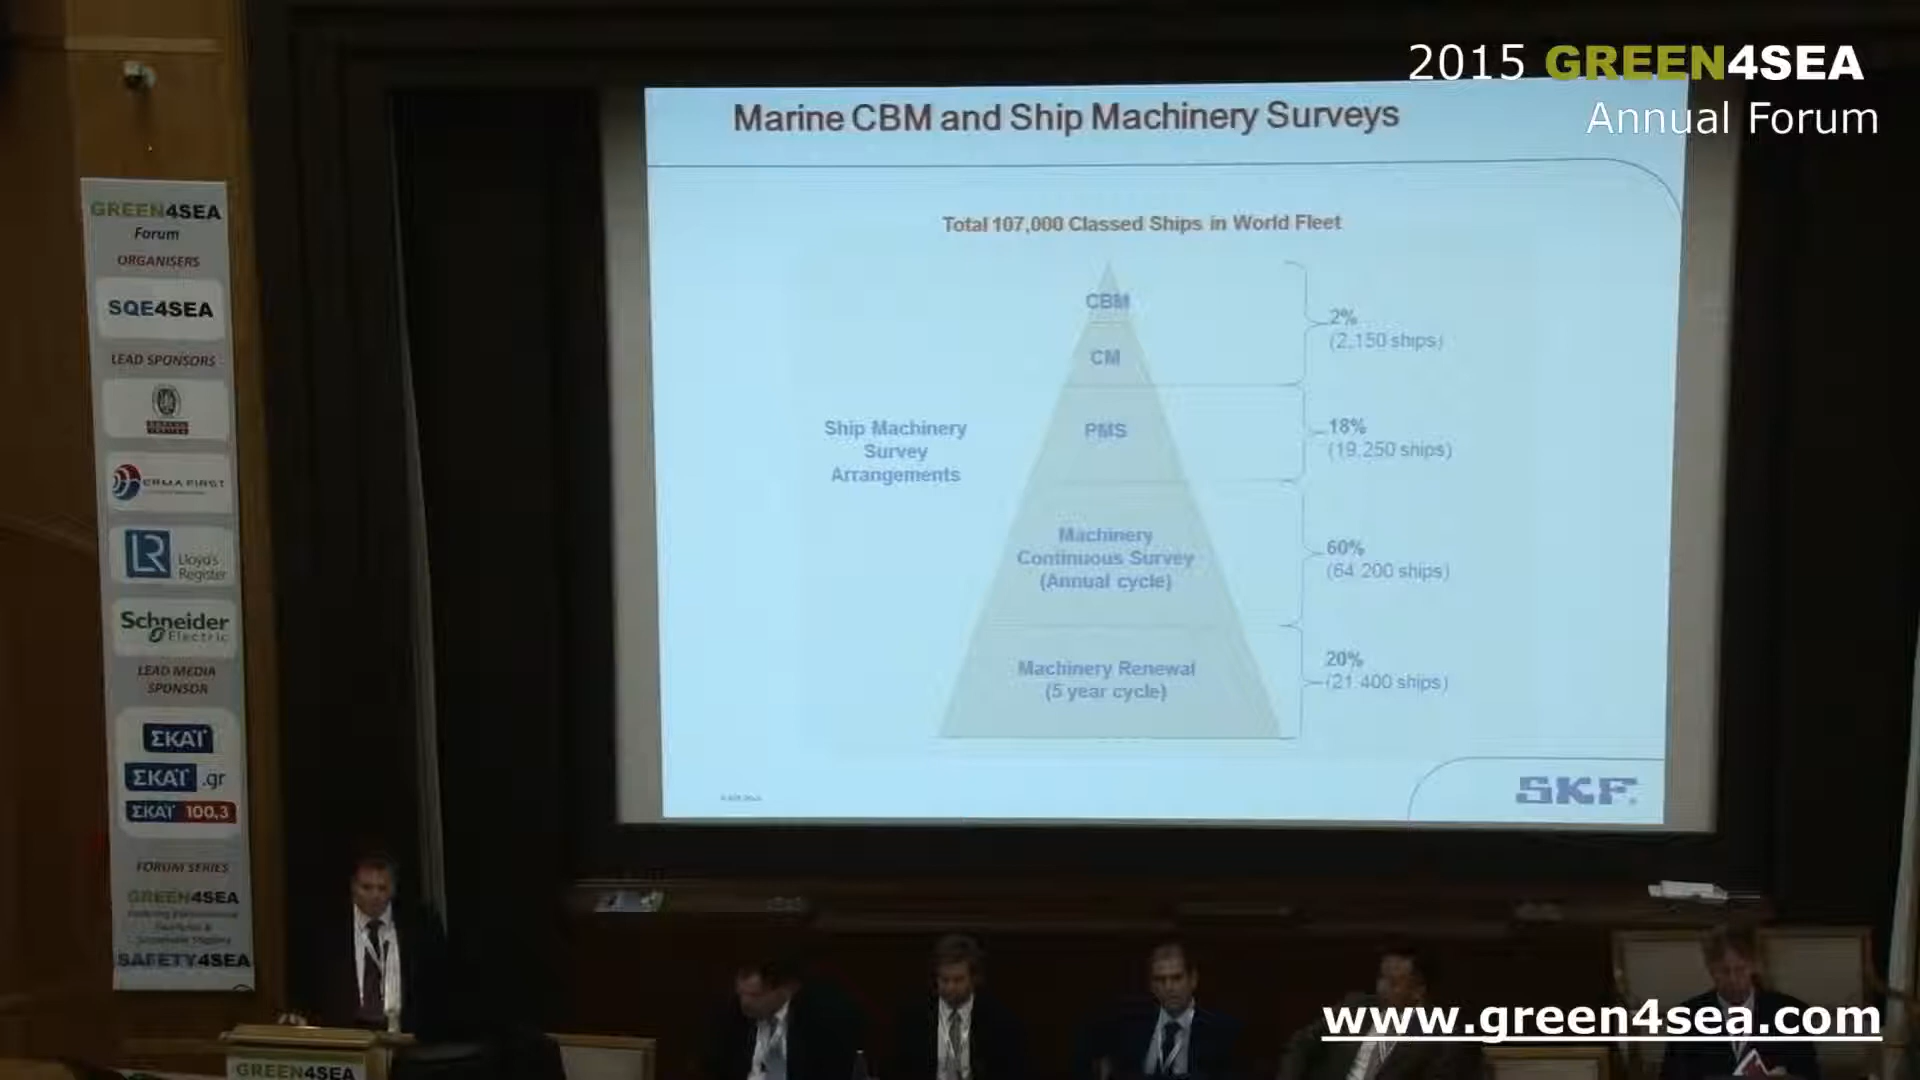 2015 GREEN4SEA
Annual Forum
Marine CBM and Ship Machinery Surveys
Total 107,000 Classed Ships in World Fleet
CBM
CM
PMS
Machinery
Continuous Survey
(Annual cycle)
Machinery Renewal
(5 year cycle)
Ship Machinery
Survey
Arrangements
2%
(2,150 ships)
18%
(19,250 ships)
60%
(64,200 ships)
20%
(21,400 ships)
SKF
GREEN4SEA
Forum
ORGANISERS
SQE4SEA
LEAD SPONSORS
ERMA FIRST
LR
Lloyd's
Register
Schneider
Electric
LEAD MEDIA
SPONSOR
ΣΚΑΪ
ΣΚΑΪ.gr
ΣΚΑΪ 100,3
FORUM SERIES
GREEN4SEA
SAFETY4SEA
GREEN4SEA
www.green4sea.com